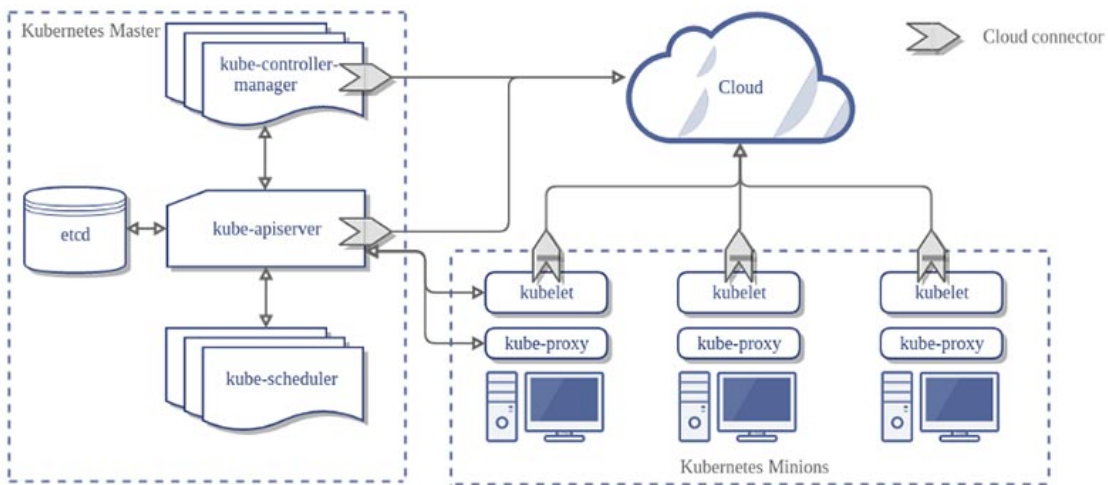 Kubernetes Master
kube-controller-
manager
Cloud
Cloud connector
etcd
kube-apiserver
kube-scheduler
kubelet
kubelet
kubelet
kube-proxy
kube-proxy
kube-proxy
Kubernetes Minions